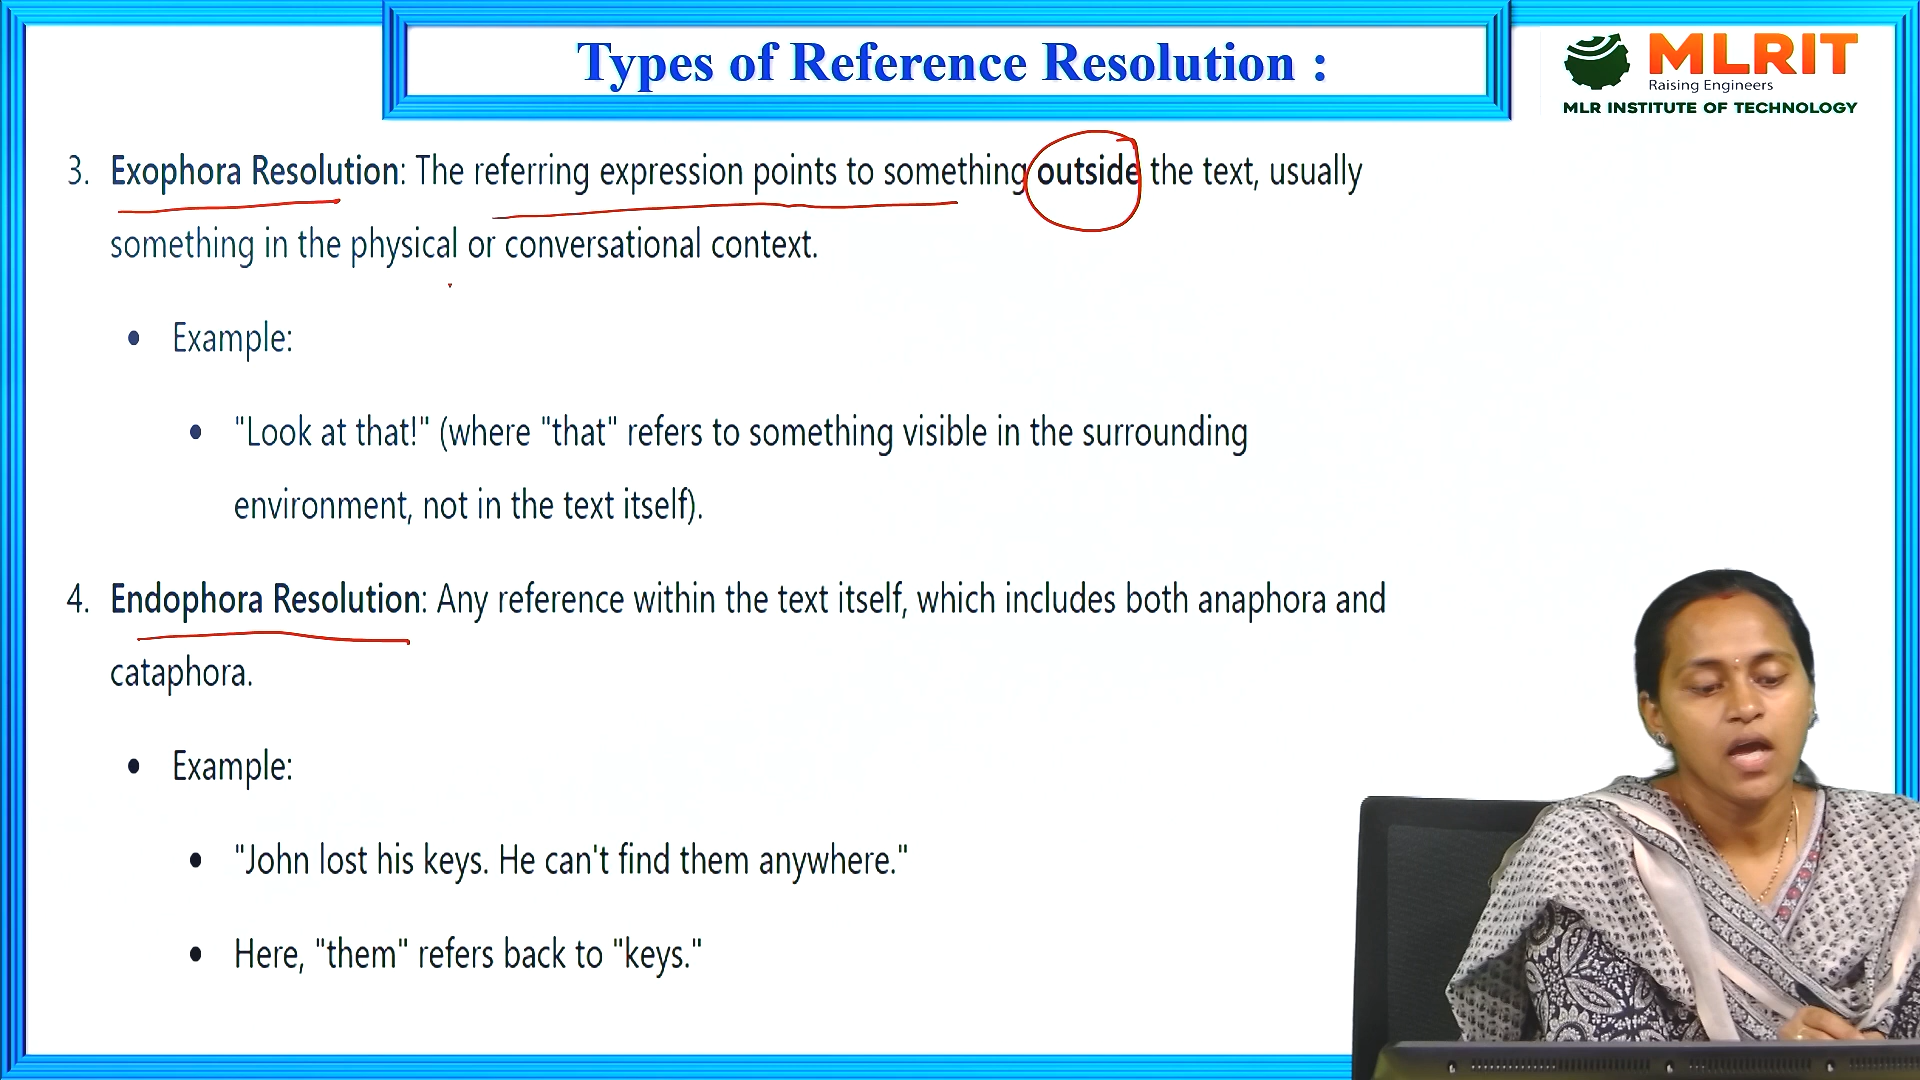 Types of Reference Resolution :
MLRIT
Raising Engineers
MLR INSTITUTE OF TECHNOLOGY
3. Exophora Resolution: The referring expression points to something outside the text, usually
something in the physical or conversational context.
• Example:
• "Look at that!" (where "that" refers to something visible in the surrounding
environment, not in the text itself).
4. Endophora Resolution: Any reference within the text itself, which includes both anaphora and
cataphora.
• Example:
• "John lost his keys. He can't find them anywhere."
• Here, "them" refers back to "keys."